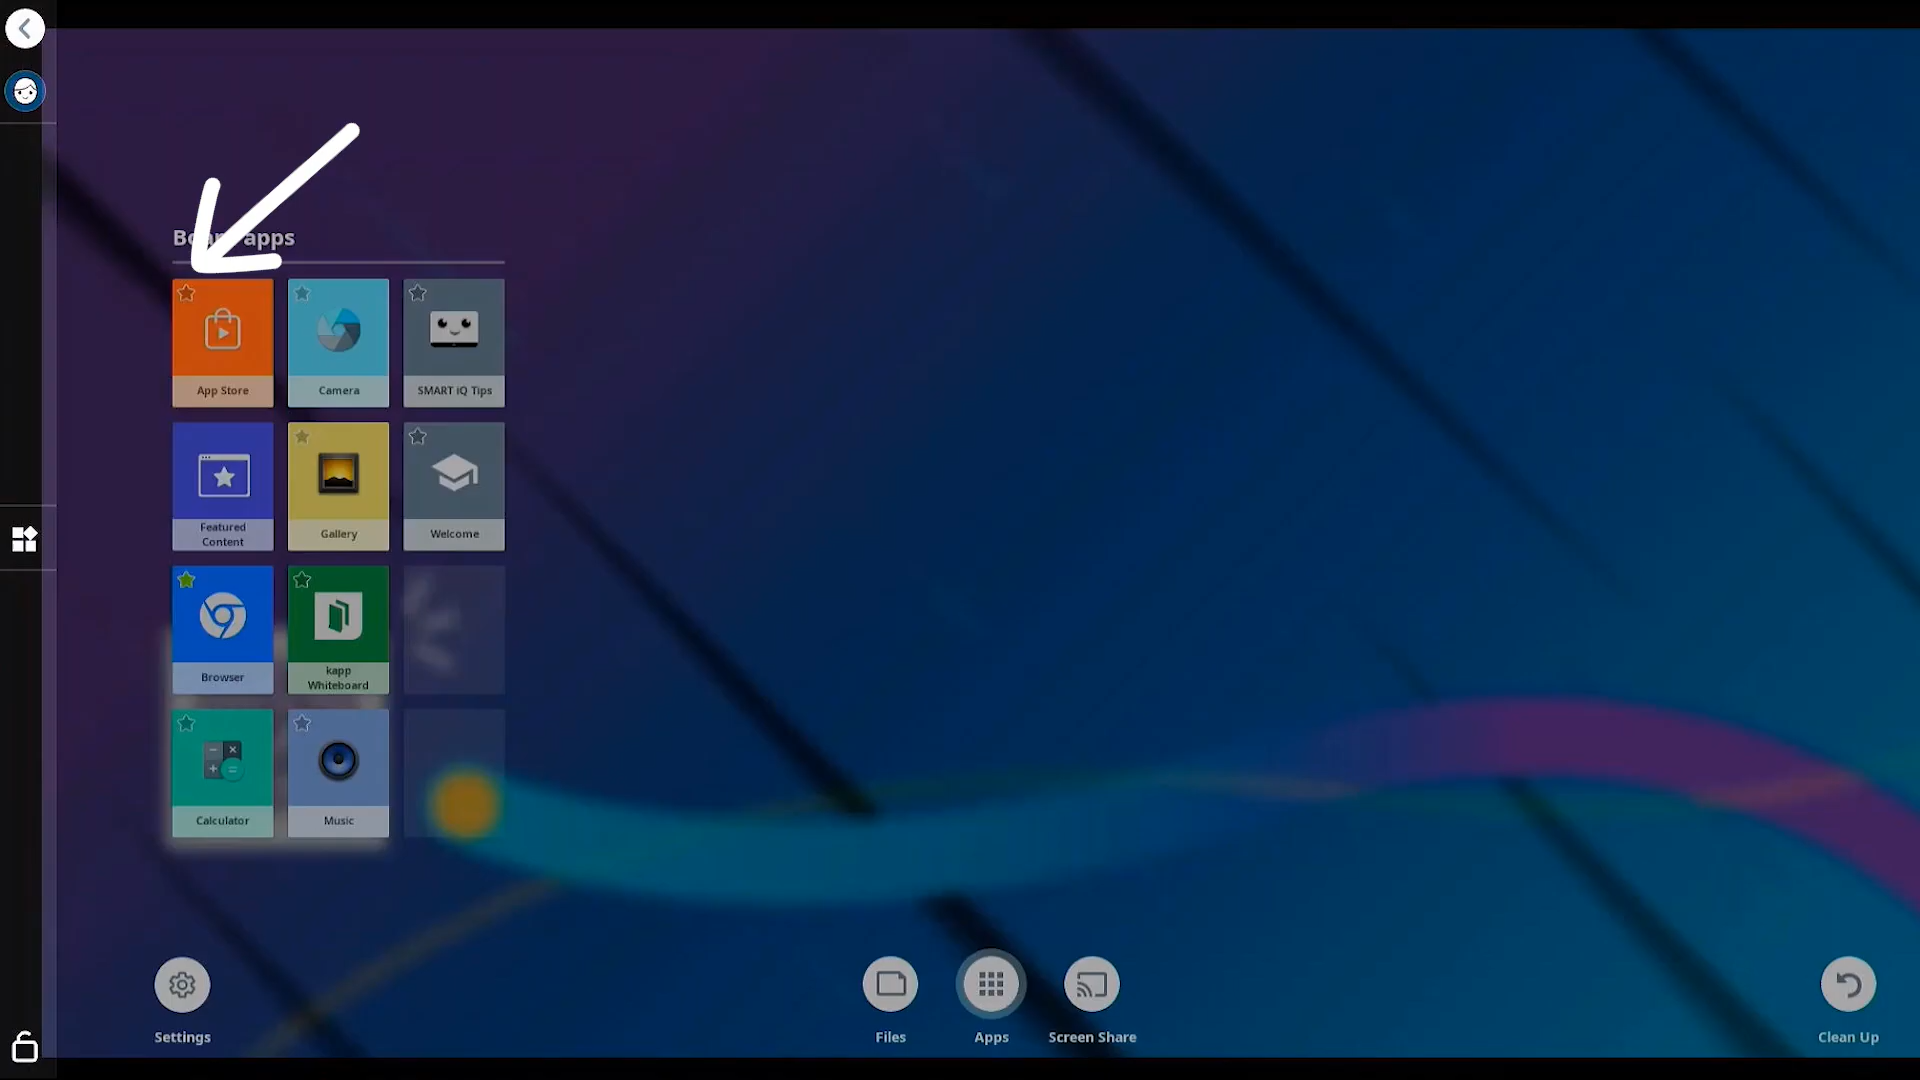 Board apps
App Store
Camera
SMART iQ Tips
Featured
Content
Gallery
Welcome
Browser
kapp
Whiteboard
Calculator
Music
Settings
Files
Apps
Screen Share
Clean Up